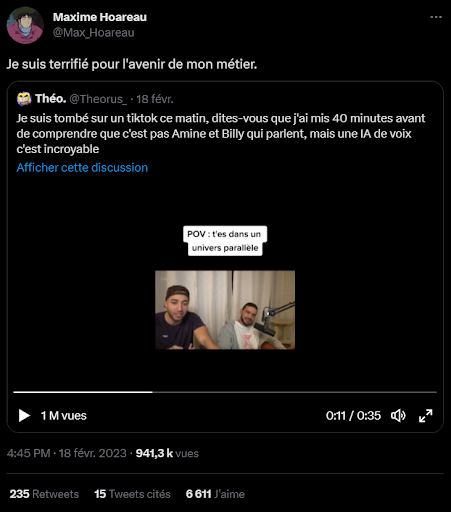 Maxime Hoareau
@Max_Hoareau
Je suis terrifié pour l'avenir de mon métier.
Théo. @Theorus_ · 18 févr.
Je suis tombé sur un tiktok ce matin, dites-vous que j'ai mis 40 minutes avant
de comprendre que c'est pas Amine et Billy qui parlent, mais une IA de voix
c'est incroyable
Afficher cette discussion
POV : t'es dans un
univers parallèle
1 M vues
0:11 / 0:35
4:45 PM · 18 févr. 2023 · 941,3 k vues
235 Retweets 15 Tweets cités 6 611 J'aime